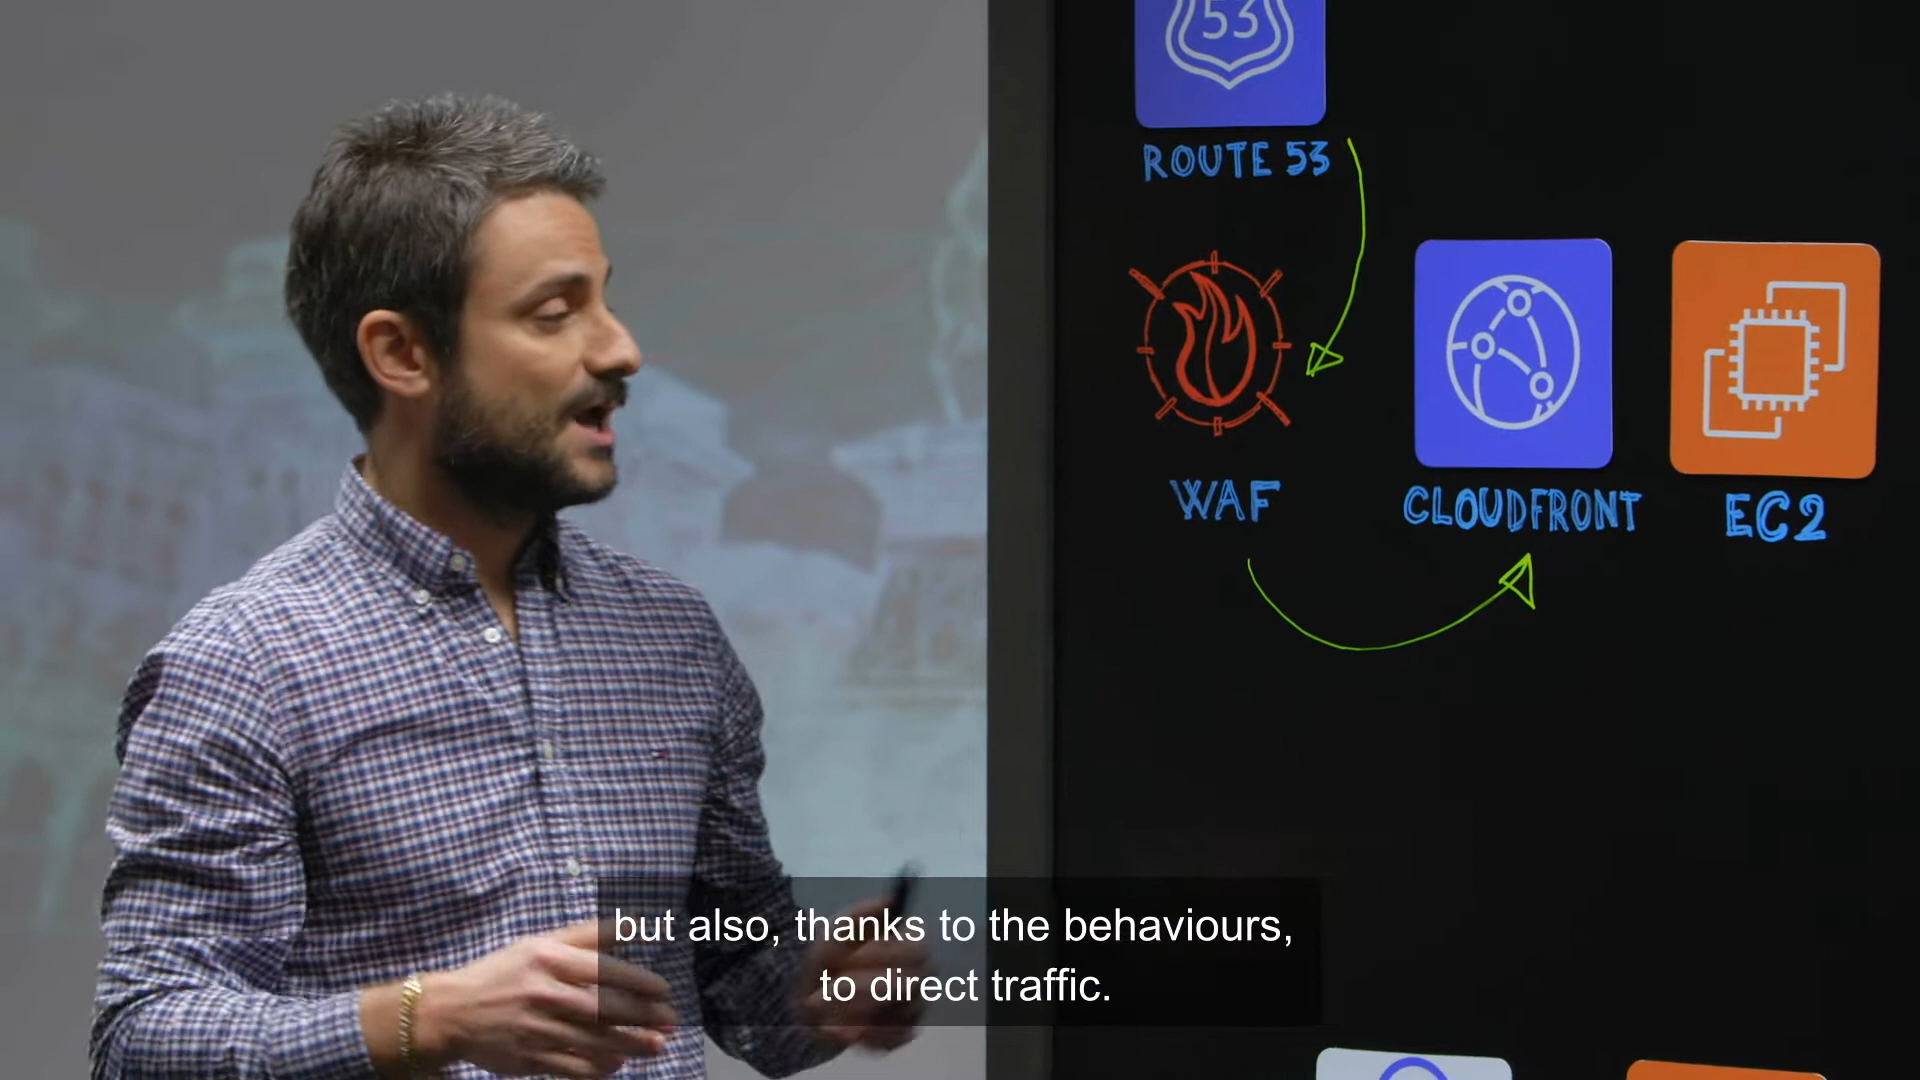 53
ROUTE 53
WAF
CLOUDFRONT
EC2
but also, thanks to the behaviours,
to direct traffic.